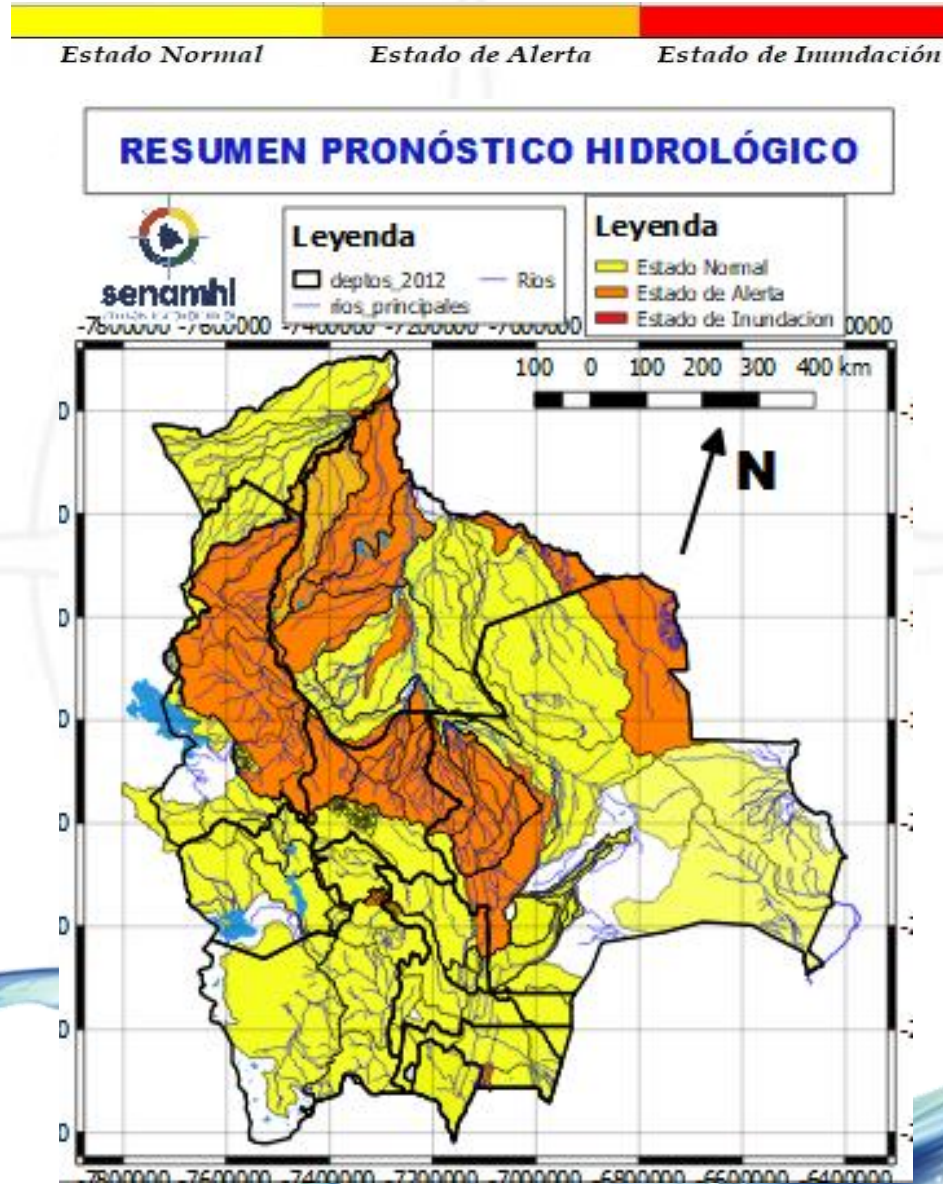 Estado Normal Estado de Alerta Estado de Inundación
RESUMEN PRONÓSTICO HIDROLÓGICO
senamhi
Leyenda
deptos_2012 Rios
rios_principales
Leyenda
Estado Normal
Estado de Alerta
Estado de Inundacion
-7800000 -7600000 -7400000 -7200000 -7000000
100 0 100 200 300 400 km
N
-7800000 -7600000 -7400000 -7200000 -7000000 -6800000 -6600000 -6400000